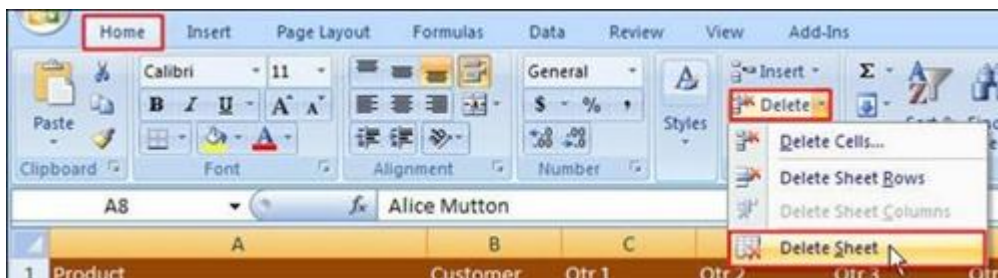 Home Insert Page Layout Formulas Data Review View Add-Ins
Calibri 11 General Insert Σ
B I U A A $ % , Delete
Paste Styles
Delete Cells...
Clipboard Font Alignment Number Delete Sheet Rows
Delete Sheet Columns
A8 fx Alice Mutton
Delete Sheet
A B C
1 Product Customer Qtr 1 Qtr 2 Qtr 3